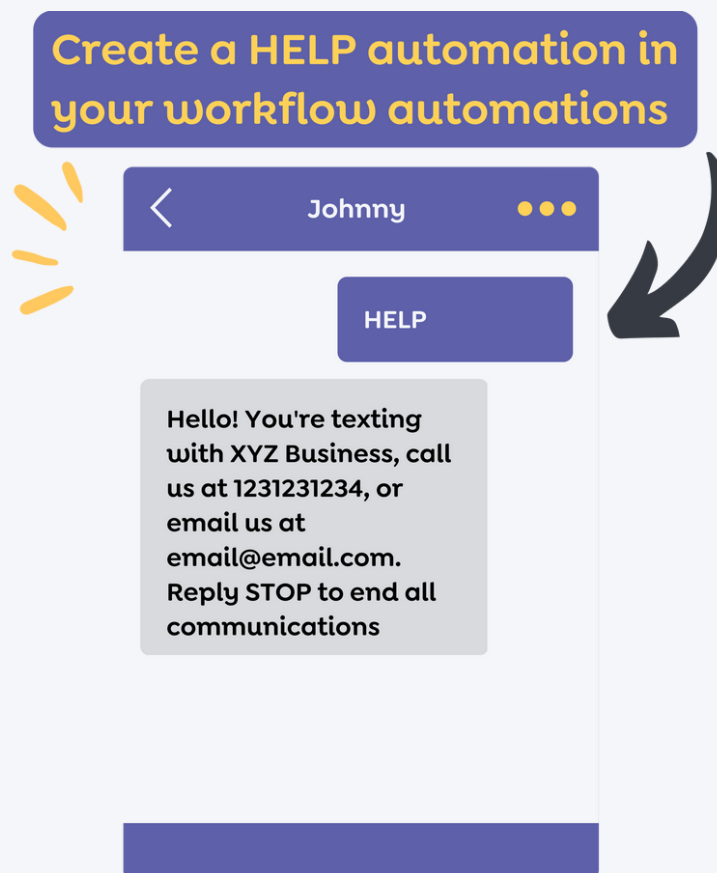 Create a HELP automation in
your workflow automations
Johnny
HELP
Hello! You're texting
with XYZ Business, call
us at 1231231234, or
email us at
email@email.com.
Reply STOP to end all
communications